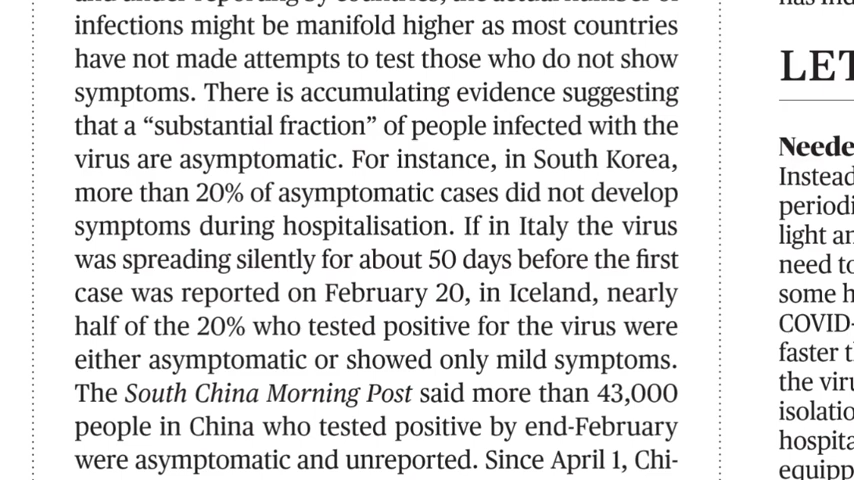 infections might be manifold higher as most countries
have not made attempts to test those who do not show
symptoms. There is accumulating evidence suggesting
that a “substantial fraction” of people infected with the
virus are asymptomatic. For instance, in South Korea,
more than 20% of asymptomatic cases did not develop
symptoms during hospitalisation. If in Italy the virus
was spreading silently for about 50 days before the first
case was reported on February 20, in Iceland, nearly
half of the 20% who tested positive for the virus were
either asymptomatic or showed only mild symptoms.
The South China Morning Post said more than 43,000
people in China who tested positive by end-February
were asymptomatic and unreported. Since April 1, Chi-
LET
Neede
Instead
periodi
light an
need to
some h
COVID-
faster t
the viru
isolatio
hospita
equipp